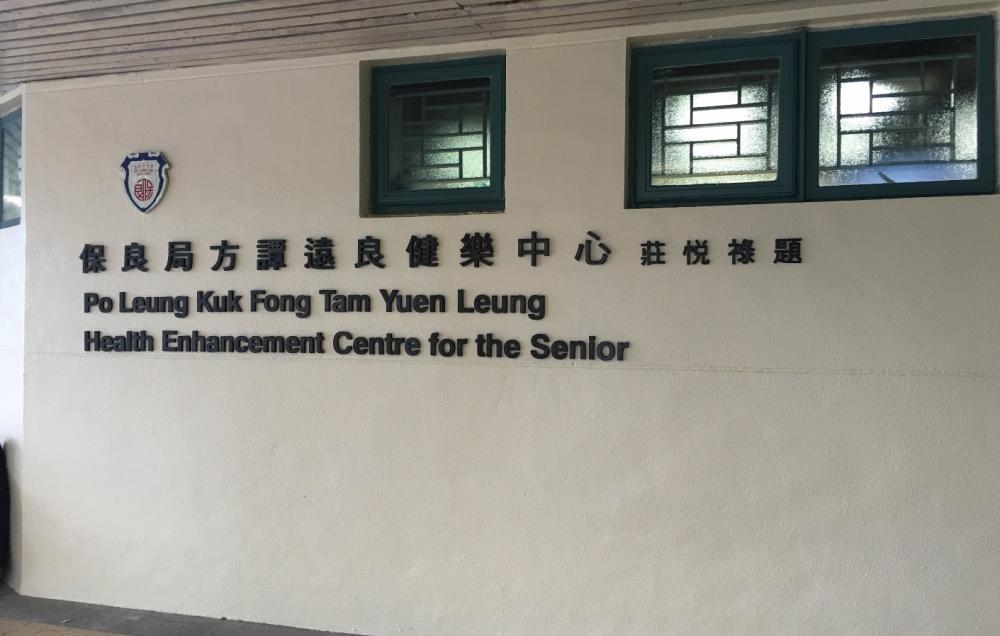 保良局方譚遠良健樂中心 莊悦祿題
Po Leung Kuk Fong Tam Yuen Leung
Health Enhancement Centre for the Senior